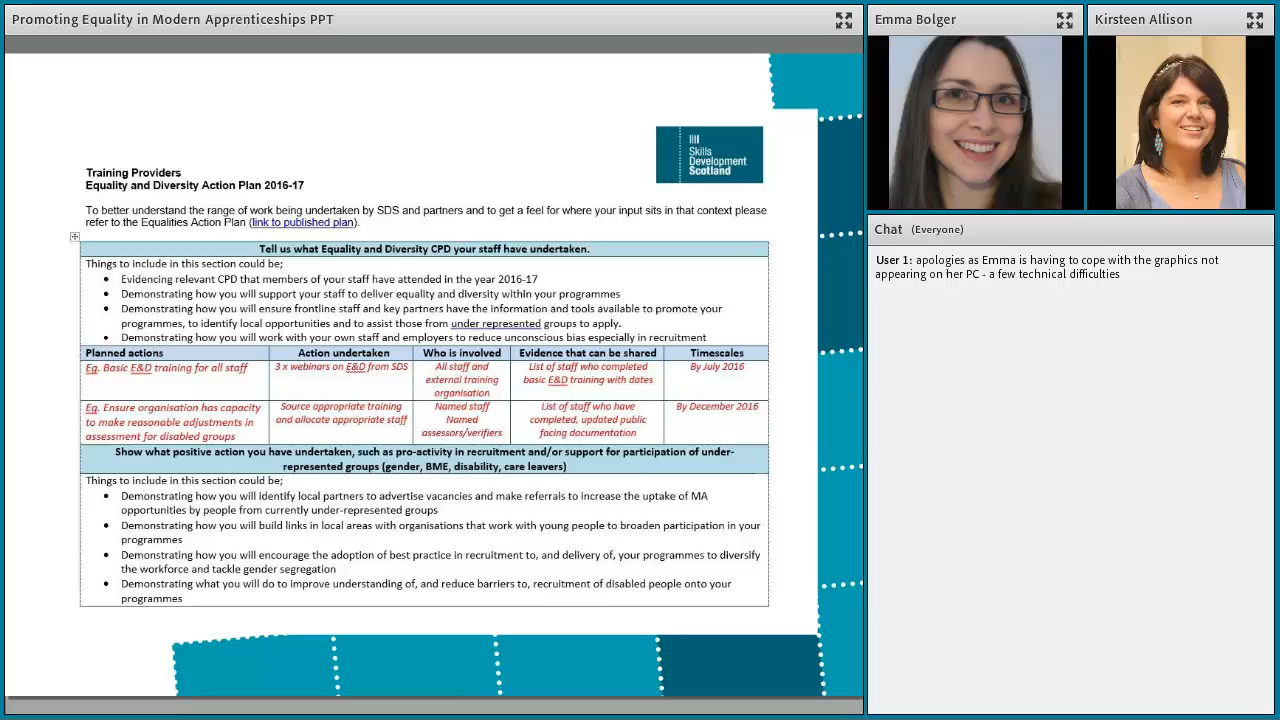 Promoting Equality in Modern Apprenticeships PPT
Emma Bolger
Kirsteen Allison
Skills
Development
Scotland
Training Providers
Equality and Diversity Action Plan 2016-17
To better understand the range of work being undertaken by SDS and partners and to get a feel for where your input sits in that context please
refer to the Equalities Action Plan (link to published plan).
Tell us what Equality and Diversity CPD your staff have undertaken.
Things to include in this section could be;
• Evidencing relevant CPD that members of your staff have attended in the year 2016-17
• Demonstrating how you will support your staff to deliver equality and diversity within your programmes
• Demonstrating how you will ensure frontline staff and key partners have the information and tools available to promote your
programmes, to identify local opportunities and to assist those from under represented groups to apply.
• Demonstrating how you will work with your own staff and employers to reduce unconscious bias especially in recruitment
Planned actions
Action undertaken
Who is involved
Evidence that can be shared
Timescales
Eg. Basic E&D training for all staff
3 x webinars on E&D from SDS
All staff and
external training
organisation
List of staff who completed
basic E&D training with dates
By July 2016
Eg. Ensure organisation has capacity
to make reasonable adjustments in
assessment for disabled groups
Source appropriate training
and allocate appropriate staff
Named staff
Named
assessors/verifiers
List of staff who have
completed, updated public
facing documentation
By December 2016
Show what positive action you have undertaken, such as pro-activity in recruitment and/or support for participation of under-
represented groups (gender, BME, disability, care leavers)
Things to include in this section could be;
• Demonstrating how you will identify local partners to advertise vacancies and make referrals to increase the uptake of MA
opportunities by people from currently under-represented groups
• Demonstrating how you will build links in local areas with organisations that work with young people to broaden participation in your
programmes
• Demonstrating how you will encourage the adoption of best practice in recruitment to, and delivery of, your programmes to diversify
the workforce and tackle gender segregation
• Demonstrating what you will do to improve understanding of, and reduce barriers to, recruitment of disabled people onto your
programmes
Chat (Everyone)
User 1: apologies as Emma is having to cope with the graphics not
appearing on her PC - a few technical difficulties